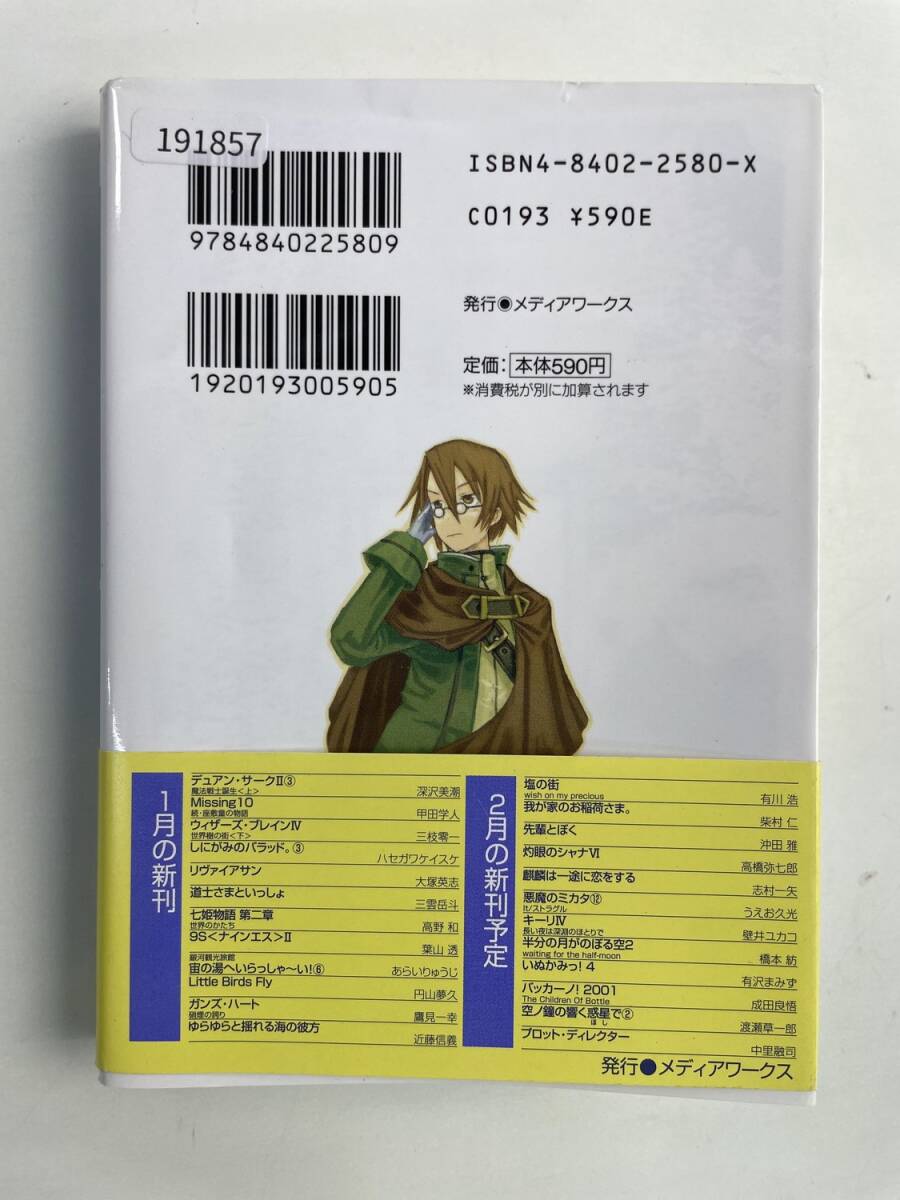 191857
ISBN4-8402-2580-X
9784840225809
C0193 ¥590E
1920193005905
発行●メディアワークス
定価：本体590円
※消費税が別に加算されます
1月の新刊
デュアン・サークII③
魔法戦士誕生<上>
深沢美潮
Missing10
続・座敷童の物語
甲田学人
ウィザーズ・ブレインⅣ
世界樹の街<下>
三枝零一
しにがみのバラッド。③
ハセガワケイスケ
リヴァイアサン
大塚英志
道士さまといっしょ
三雲岳斗
七姫物語 第二章
世界のかたち
高野 和
9S<ナインエス>II
葉山 透
銀河観光旅館
宙の湯へいらっしゃ〜い!⑥
あらいりゅうじ
Little Birds Fly
円山夢久
ガンズ・ハート
硝煙の誇り
鷹見一幸
ゆらゆらと揺れる海の彼方
近藤信義
2月の新刊予定
塩の街
wish on my precious
有川 浩
我が家のお稲荷さま。
柴村 仁
先輩とぼく
沖田 雅
灼眼のシャナⅥ
高橋弥七郎
麒麟は一途に恋をする
志村一矢
悪魔のミカタ⑫
It/ストラグル
うえお久光
キーリⅣ
長い夜は深淵のほとりで
壁井ユカコ
半分の月がのぼる空2
waiting for the half-moon
橋本 紡
いぬかみっ! 4
有沢まみず
バッカーノ! 2001
The Children Of Bottle
成田良悟
空ノ鐘の響く惑星で②
ほし
渡瀬草一郎
プロット・ディレクター
中里融司
発行●メディアワークス